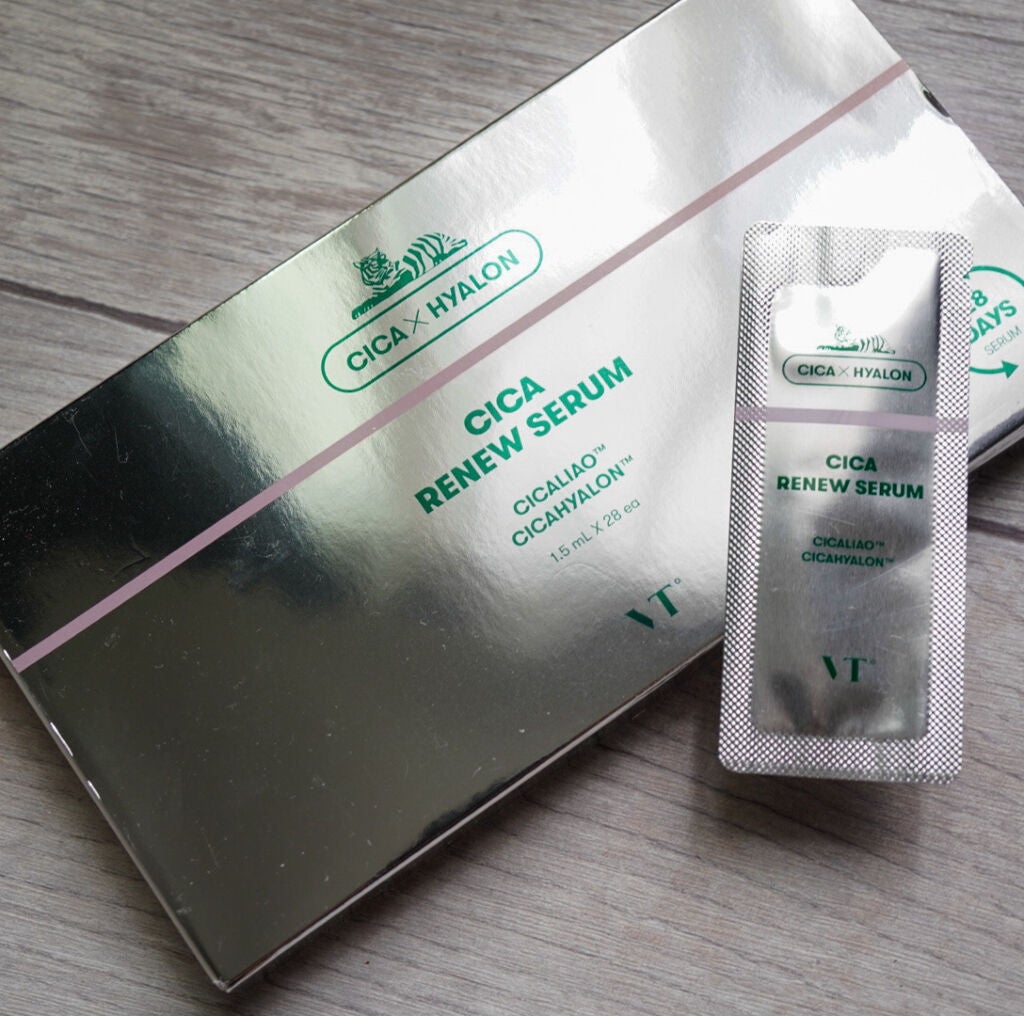 CICA X HYALON
CICA
RENEW SERUM
CICALIAO™
CICAHYALON™
1.5 mL X 28 ea
VT
8
DAYS
SERUM
CICA X HYALON
CICA
RENEW SERUM
CICALIAO™
CICAHYALON™
VT